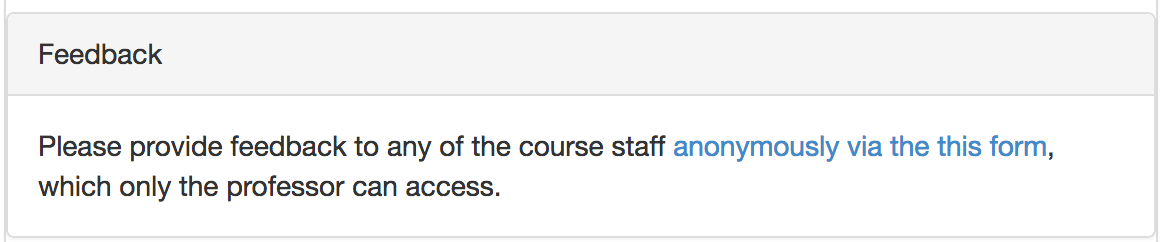 Feedback
Please provide feedback to any of the course staff anonymously via the this form,
which only the professor can access.